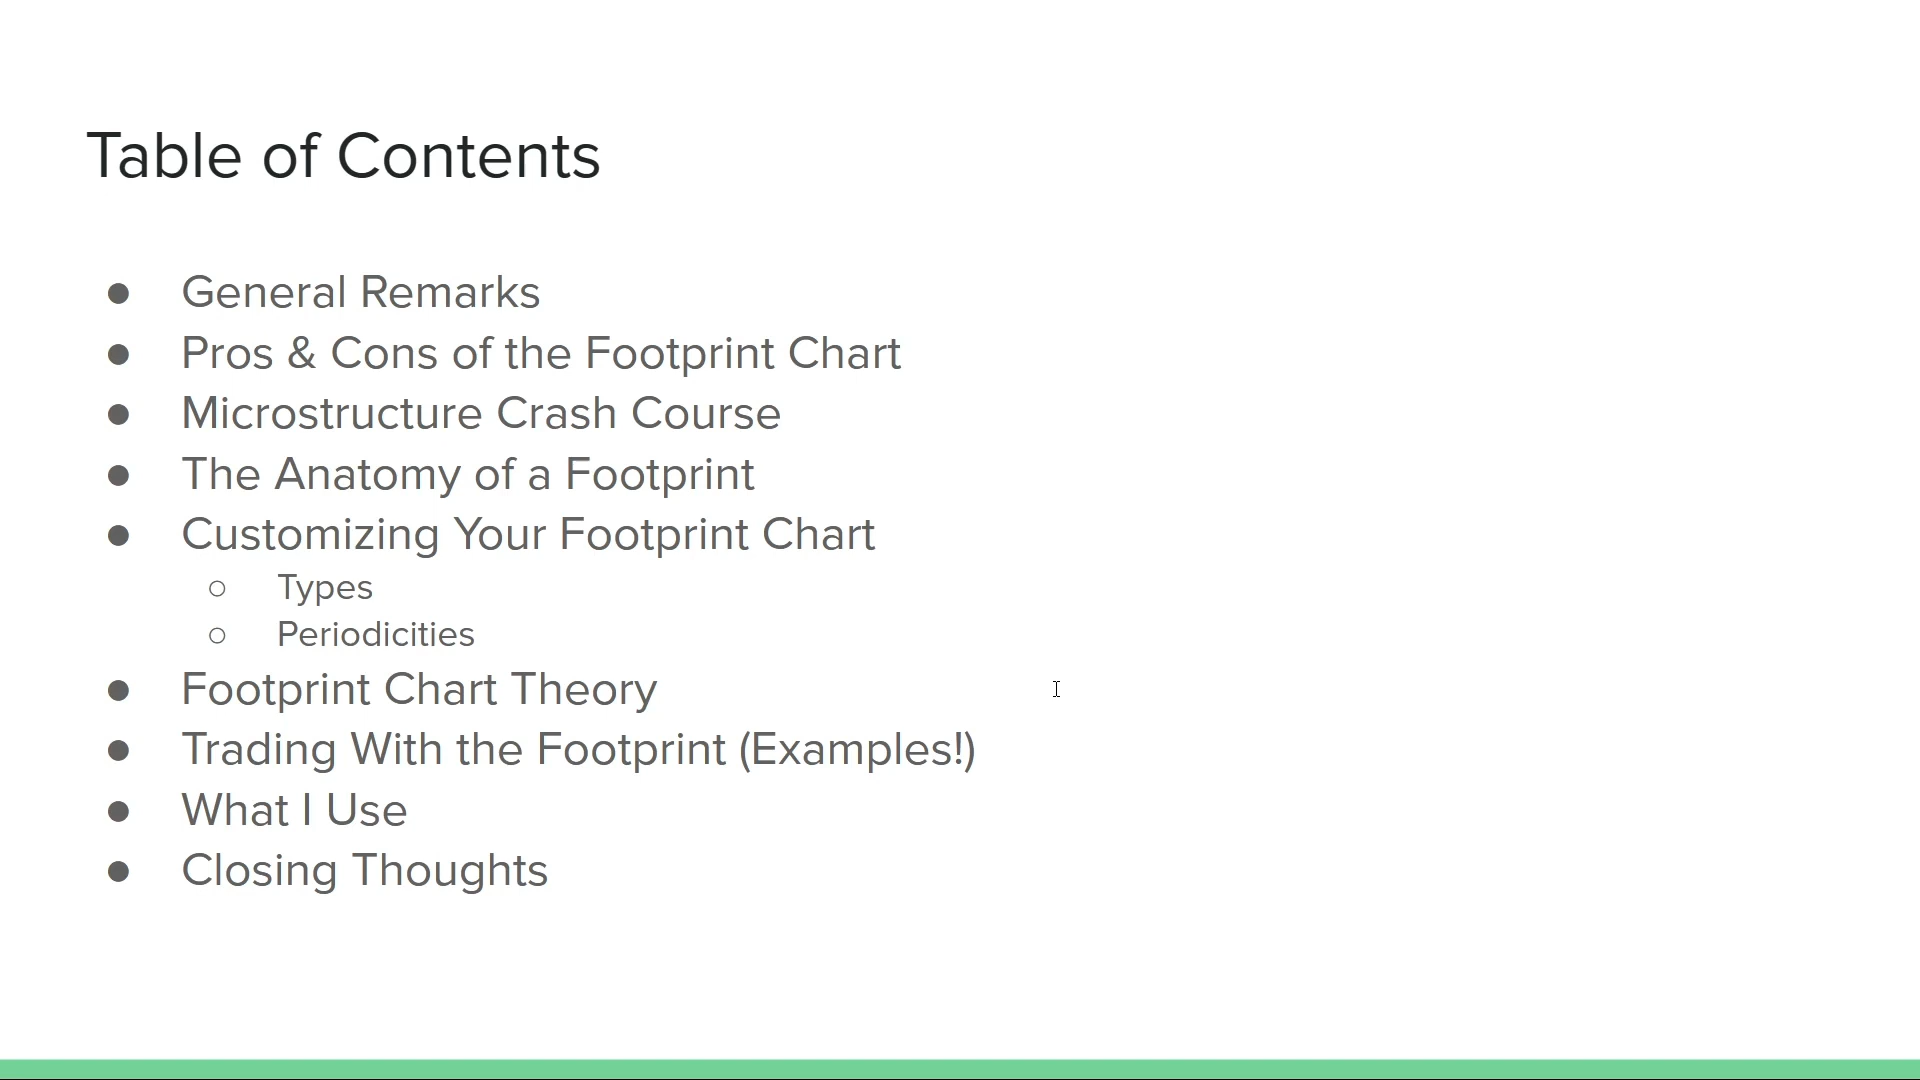 Table of Contents
● General Remarks
● Pros & Cons of the Footprint Chart
● Microstructure Crash Course
● The Anatomy of a Footprint
● Customizing Your Footprint Chart
○ Types
○ Periodicities
● Footprint Chart Theory
● Trading With the Footprint (Examples!)
● What I Use
● Closing Thoughts